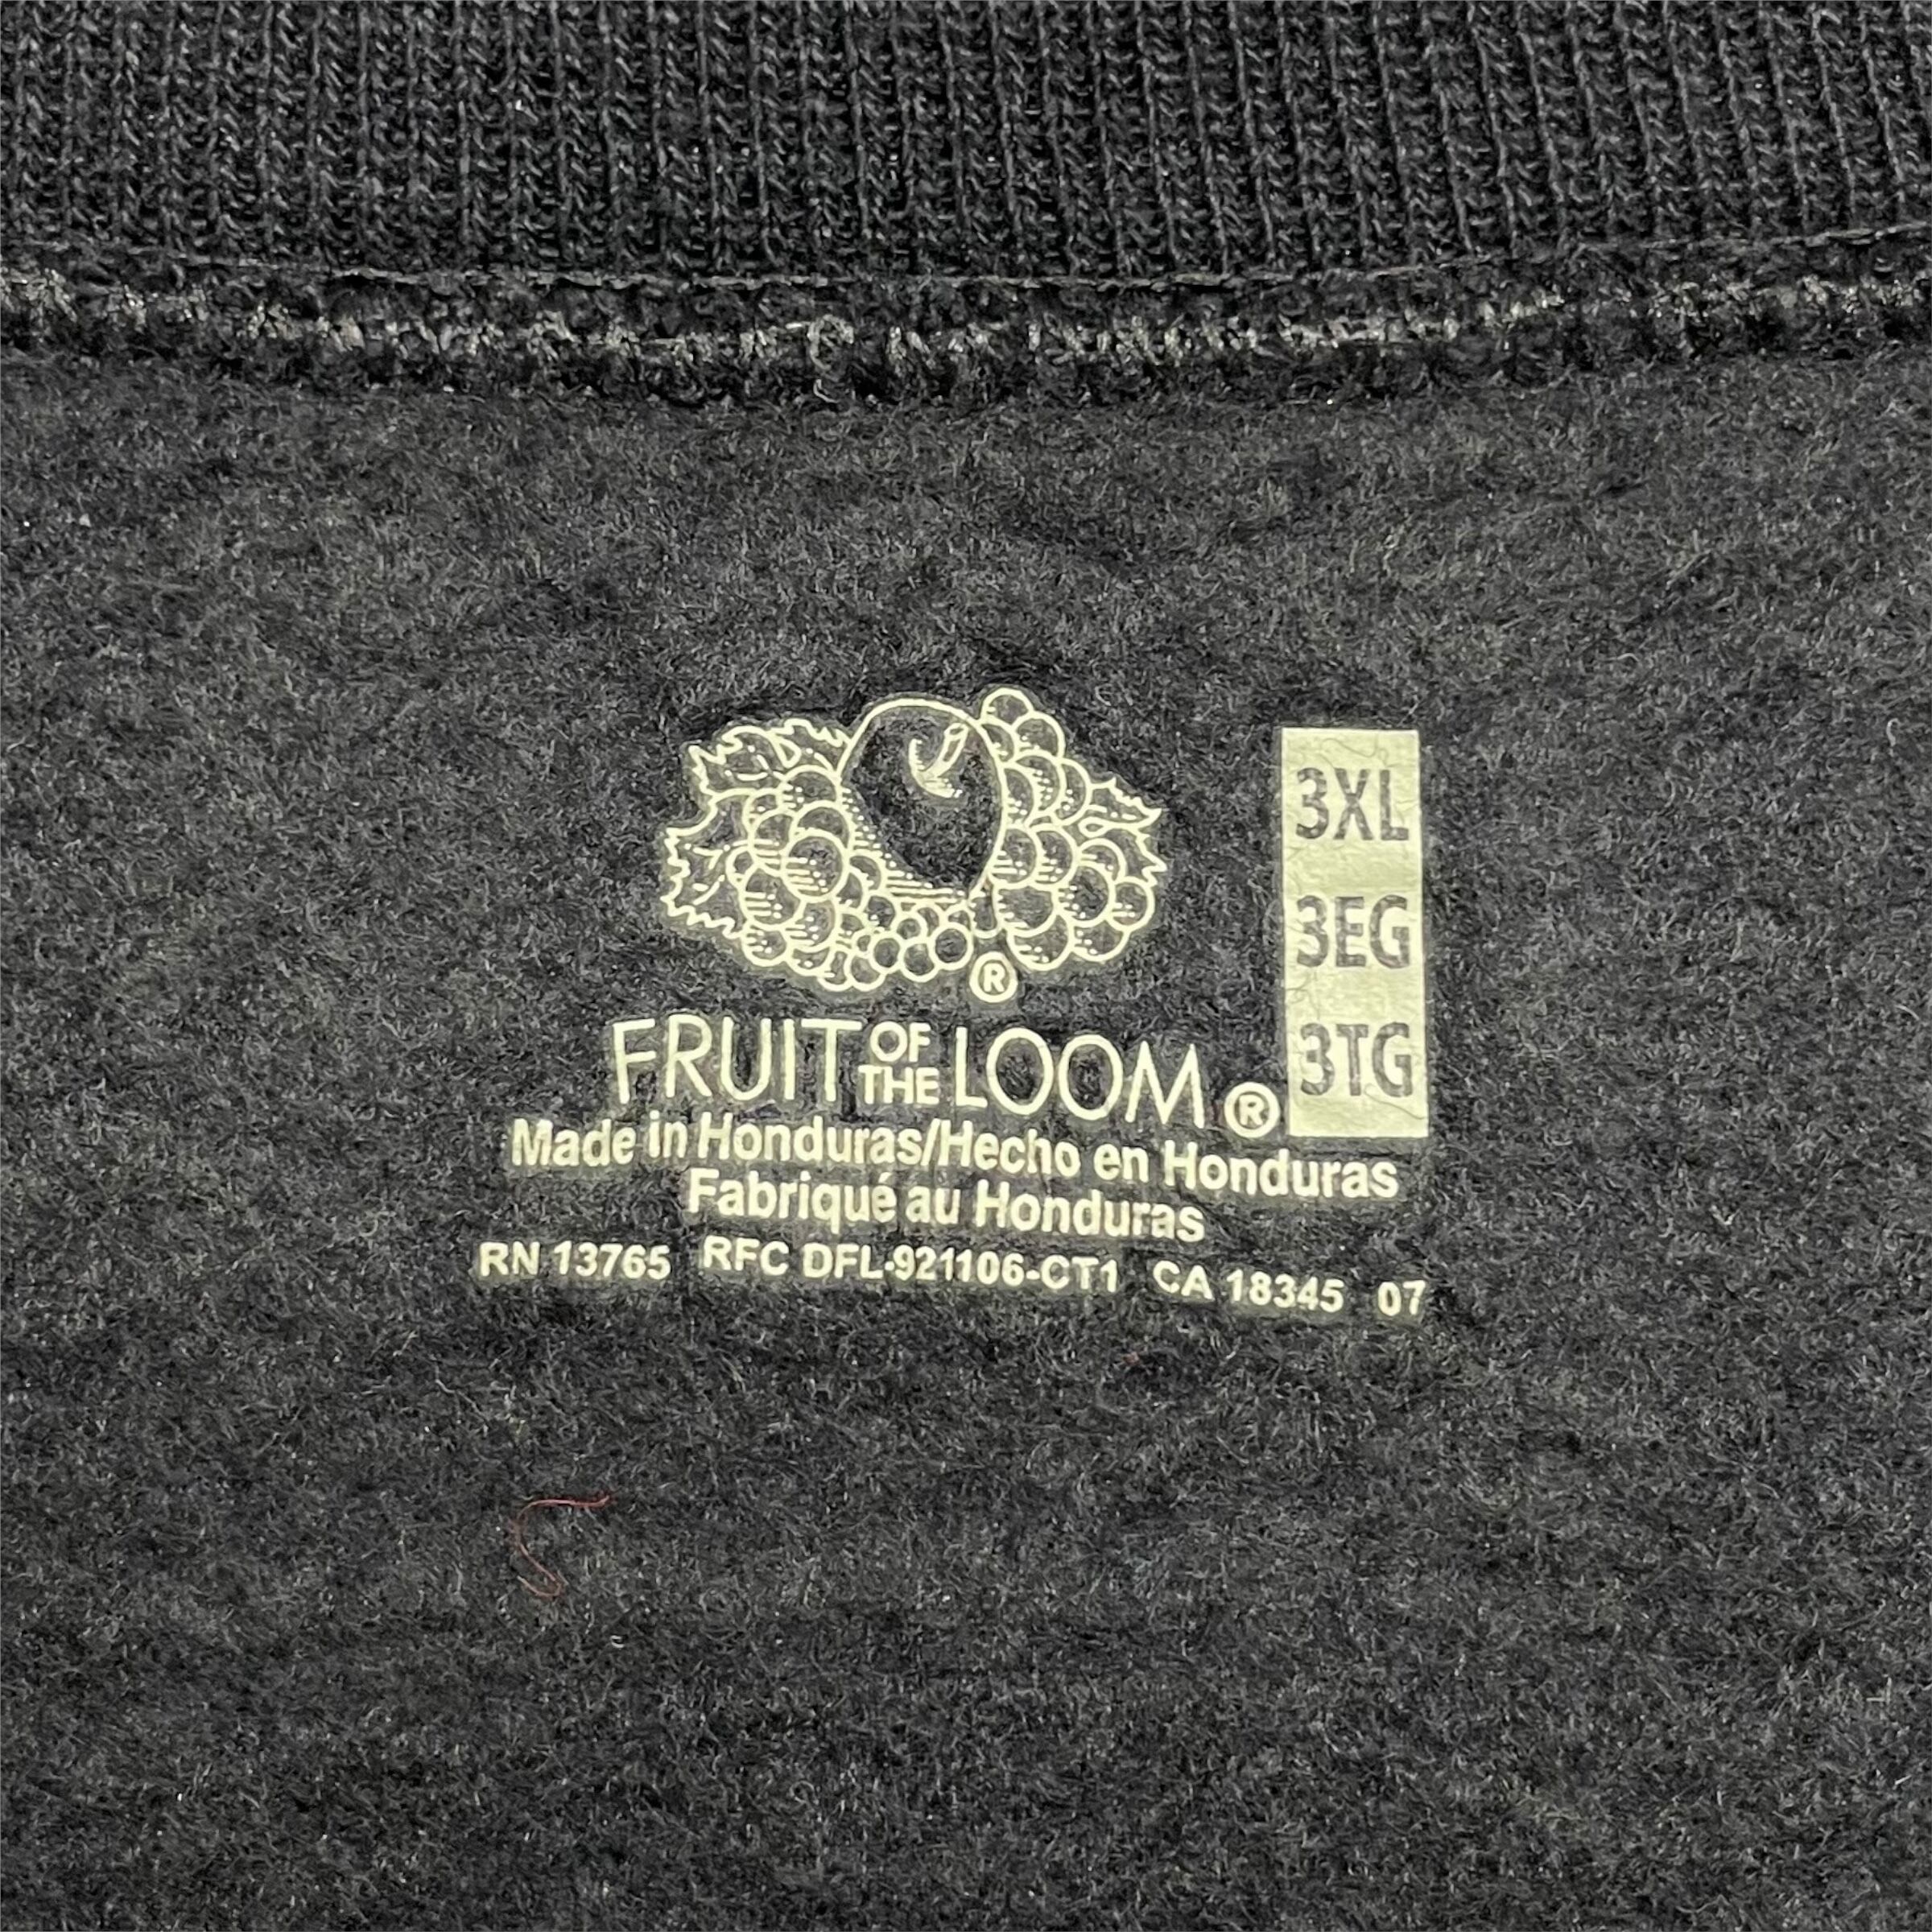 ®
FRUIT OF THE LOOM®
3XL
3EG
3TG
Made in Honduras/Hecho en Honduras
Fabriqué au Honduras
RN 13765 RFC DFL-921106-CT1 CA 18345 07